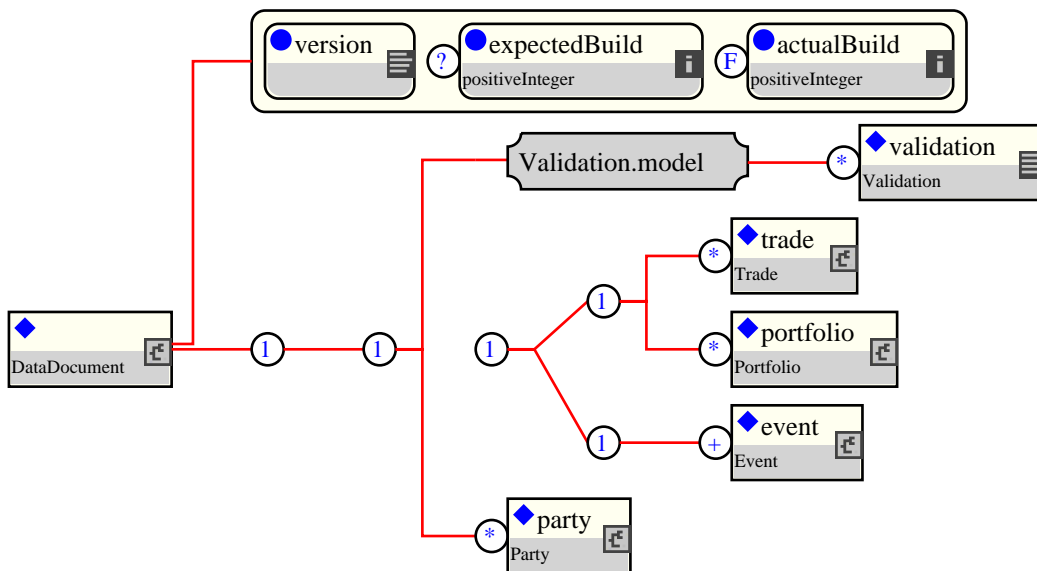 version
? expectedBuild
positiveInteger
F actualBuild
positiveInteger
Validation.model
* validation
Validation
* trade
Trade
1
DataDocument
1
1
1
* portfolio
Portfolio
1
+ event
Event
* party
Party